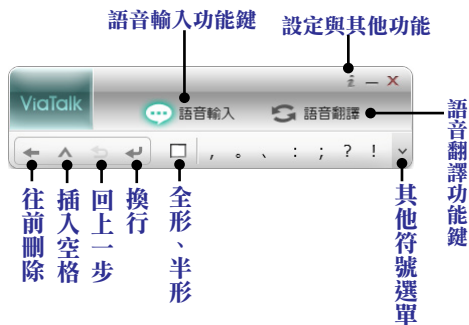 語音輸入功能鍵
設定與其他功能
ViaTalk
語音輸入
語音翻譯
, 。 、 : ; ? !
語音翻譯功能鍵
往前刪除
插入空格
回上一步
換行
全形、半形
其他符號選單